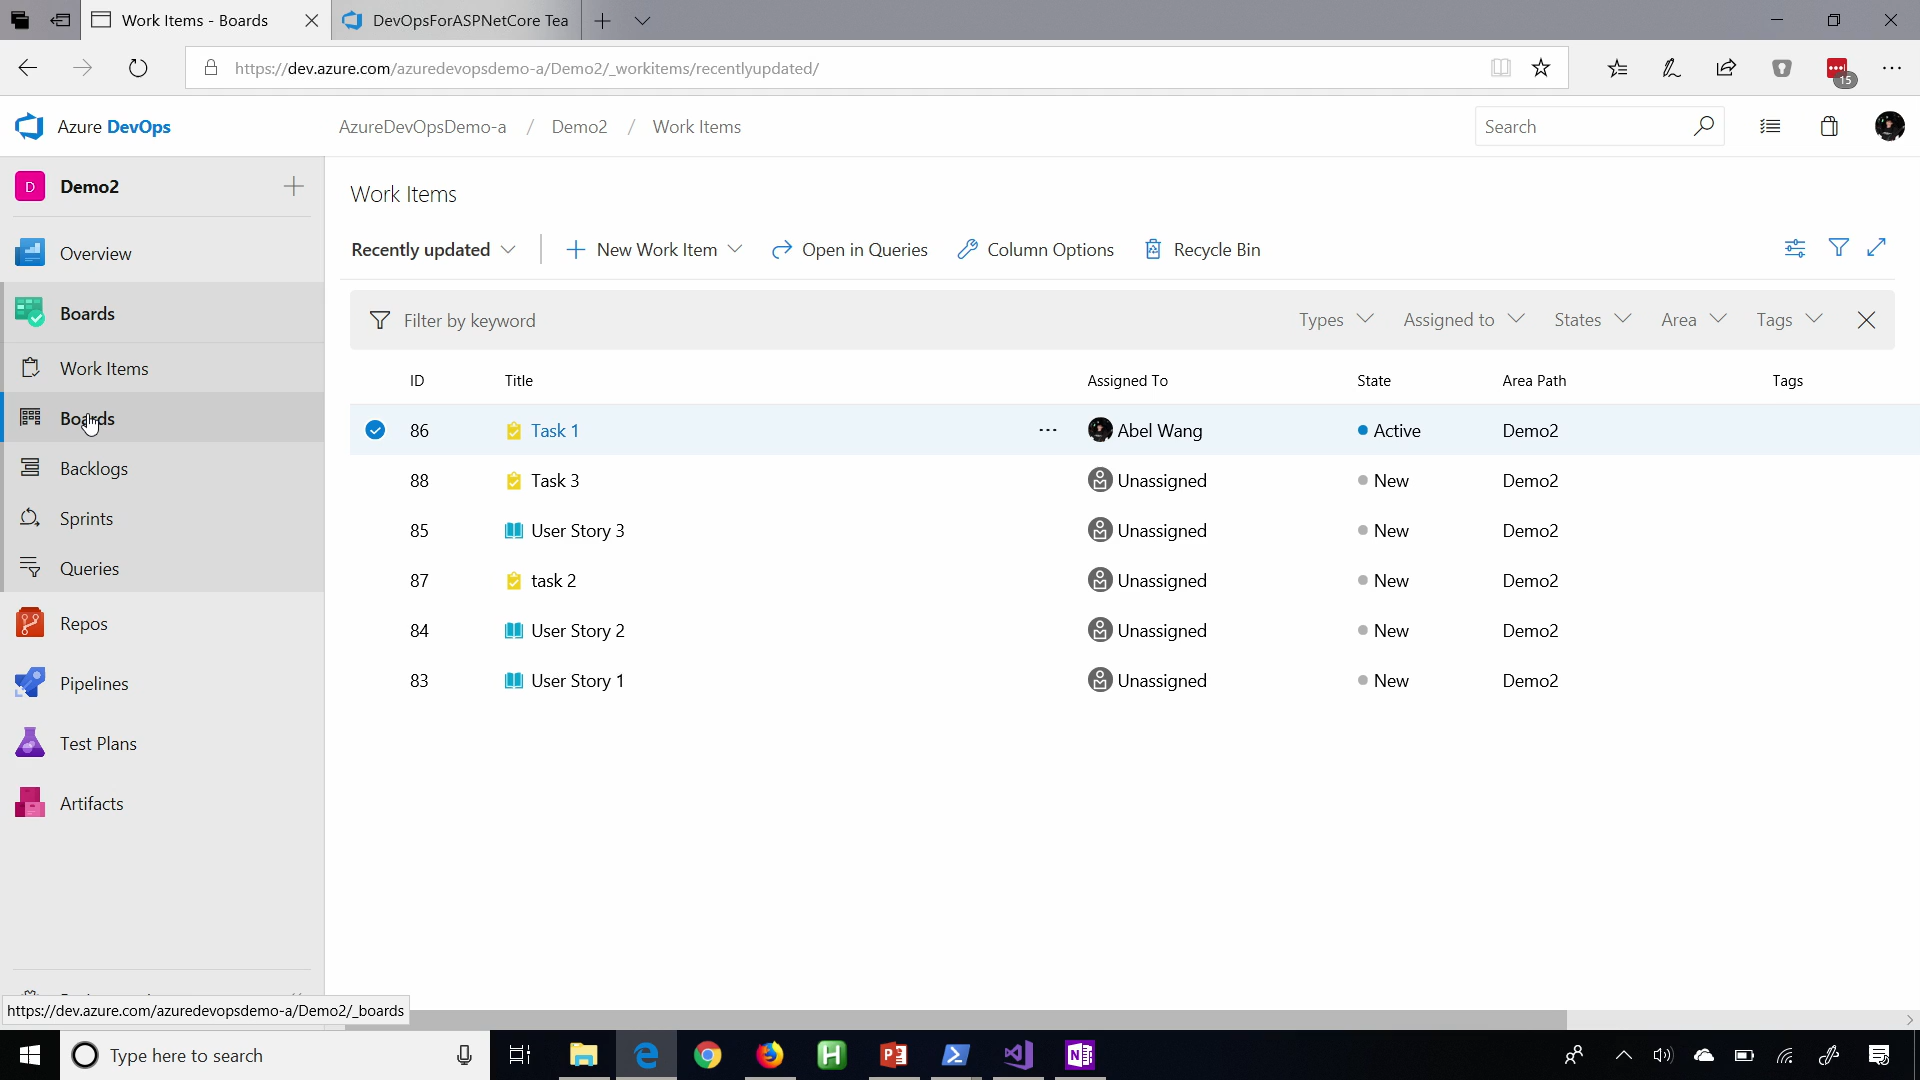 Work Items - Boards
DevOpsForASPNetCore Tea
https://dev.azure.com/azuredevopsdemo-a/Demo2/_workitems/recentlyupdated/
15
Azure DevOps
AzureDevOpsDemo-a / Demo2 / Work Items
Search
D Demo2
Overview
Boards
Work Items
Boards
Backlogs
Sprints
Queries
Repos
Pipelines
Test Plans
Artifacts
Work Items
Recently updated
New Work Item
Open in Queries
Column Options
Recycle Bin
Filter by keyword
Types
Assigned to
States
Area
Tags
ID Title Assigned To State Area Path Tags
86 Task 1 ... Abel Wang Active Demo2
88 Task 3 Unassigned New Demo2
85 User Story 3 Unassigned New Demo2
87 task 2 Unassigned New Demo2
84 User Story 2 Unassigned New Demo2
83 User Story 1 Unassigned New Demo2
https://dev.azure.com/azuredevopsdemo-a/Demo2/_boards
Type here to search